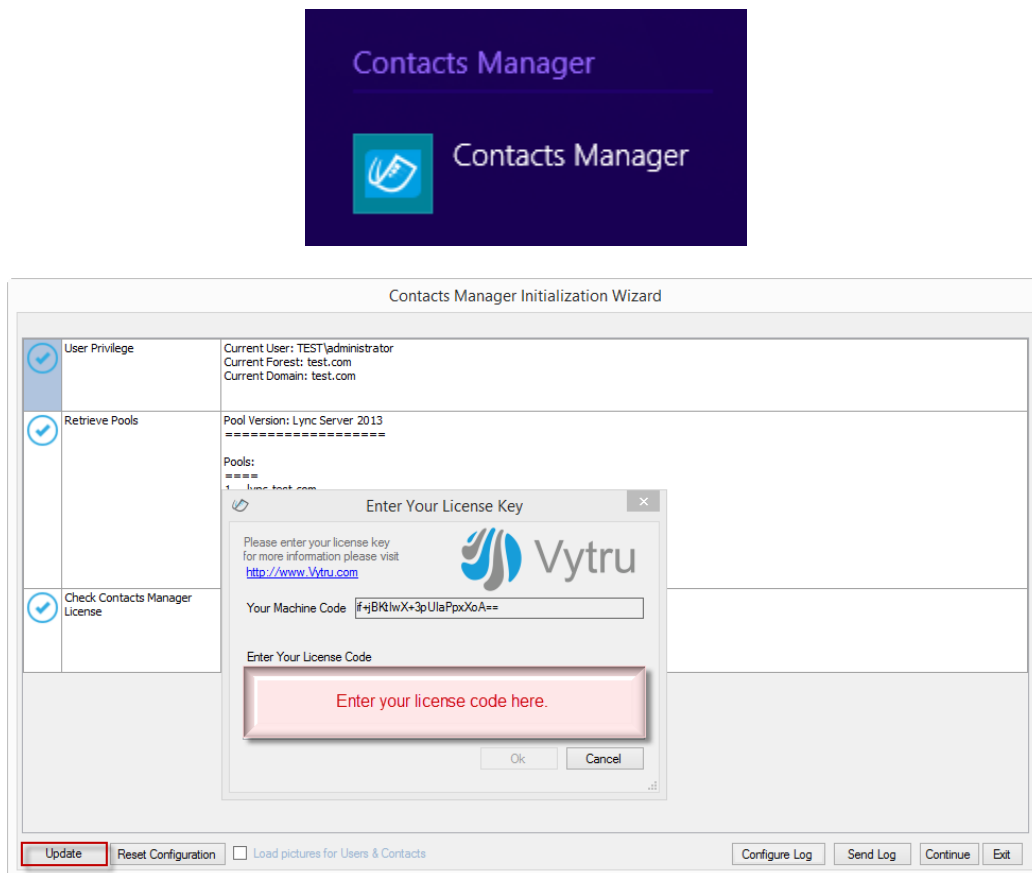 Contacts Manager
Contacts Manager
Contacts Manager Initialization Wizard
User Privilege
Current User: TEST\administrator
Current Forest: test.com
Current Domain: test.com
Retrieve Pools
Pool Version: Lync Server 2013
===================
Pools:
====
Enter Your License Key
Please enter your license key
for more information please visit
http://www.Vytru.com
Vytru
Your Machine Code
Enter Your License Code
Enter your license code here.
Ok Cancel
Check Contacts Manager
License
Update Reset Configuration Load pictures for Users & Contacts Configure Log Send Log Continue Exit